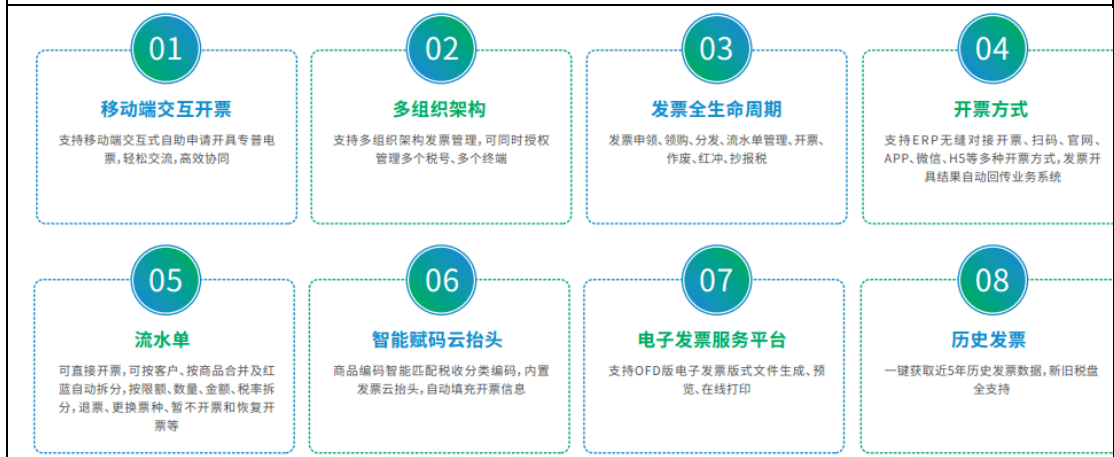 01
移动端交互开票
支持移动端交互式自助申请开具专普电
票,轻松交流,高效协同
02
多组织架构
支持多组织架构发票管理,可同时授权
管理多个税号、多个终端
03
发票全生命周期
发票申领、领购、分发、流水单管理、开票、
作废、红冲、抄报税
04
开票方式
支持ERP无缝对接开票、扫码、官网、
APP、微信、H5等多种开票方式,发票开
具结果自动回传业务系统
05
流水单
可直接开票,可按客户、按商品合并及红
蓝自动拆分,按限额、数量、金额、税率拆
分,退票、更换票种、暂不开票和恢复开
票等
06
智能赋码云抬头
商品编码智能匹配税收分类编码,内置
发票云抬头,自动填充开票信息
07
电子发票服务平台
支持OFD版电子发票版式文件生成、预
览、在线打印
08
历史发票
一键获取近5年历史发票数据,新旧税盘
全支持